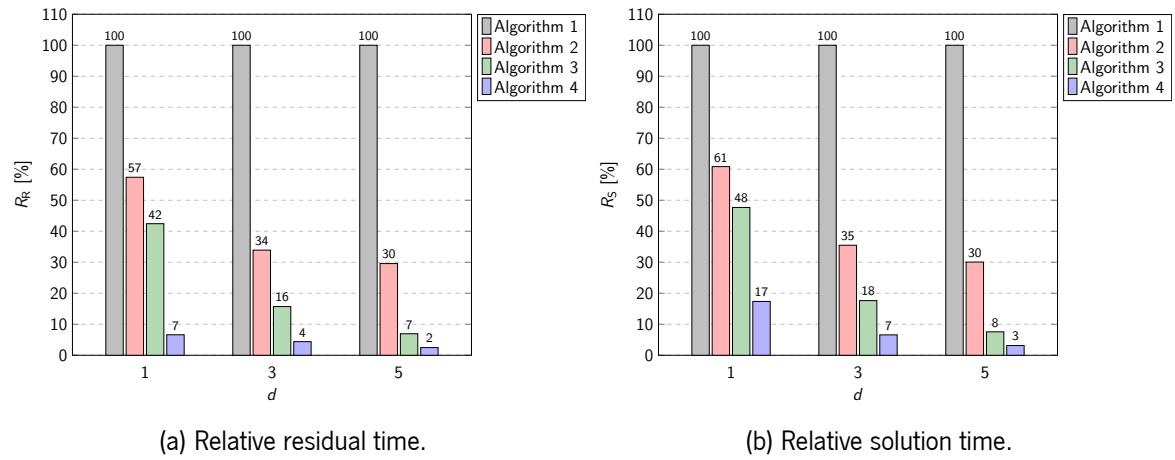 110
100
90
80
70
60
50
40
30
20
10
0
R_R [%]
100 57 42 7
100 34 16 4
100 30 7 2
1 3 5
d
Algorithm 1
Algorithm 2
Algorithm 3
Algorithm 4
(a) Relative residual time.
110
100
90
80
70
60
50
40
30
20
10
0
R_S [%]
100 61 48 17
100 35 18 7
100 30 8 3
1 3 5
d
Algorithm 1
Algorithm 2
Algorithm 3
Algorithm 4
(b) Relative solution time.